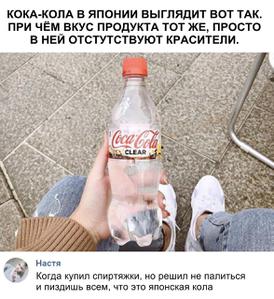 КОКА-КОЛА В ЯПОНИИ ВЫГЛЯДИТ ВОТ ТАК.
ПРИ ЧЁМ ВКУС ПРОДУКТА ТОТ ЖЕ, ПРОСТО
В НЕЙ ОТСТУТСТВУЮТ КРАСИТЕЛИ.
Coca-Cola
CLEAR
Настя
Когда купил спиртяжки, но решил не палиться
и пиздишь всем, что это японская кола